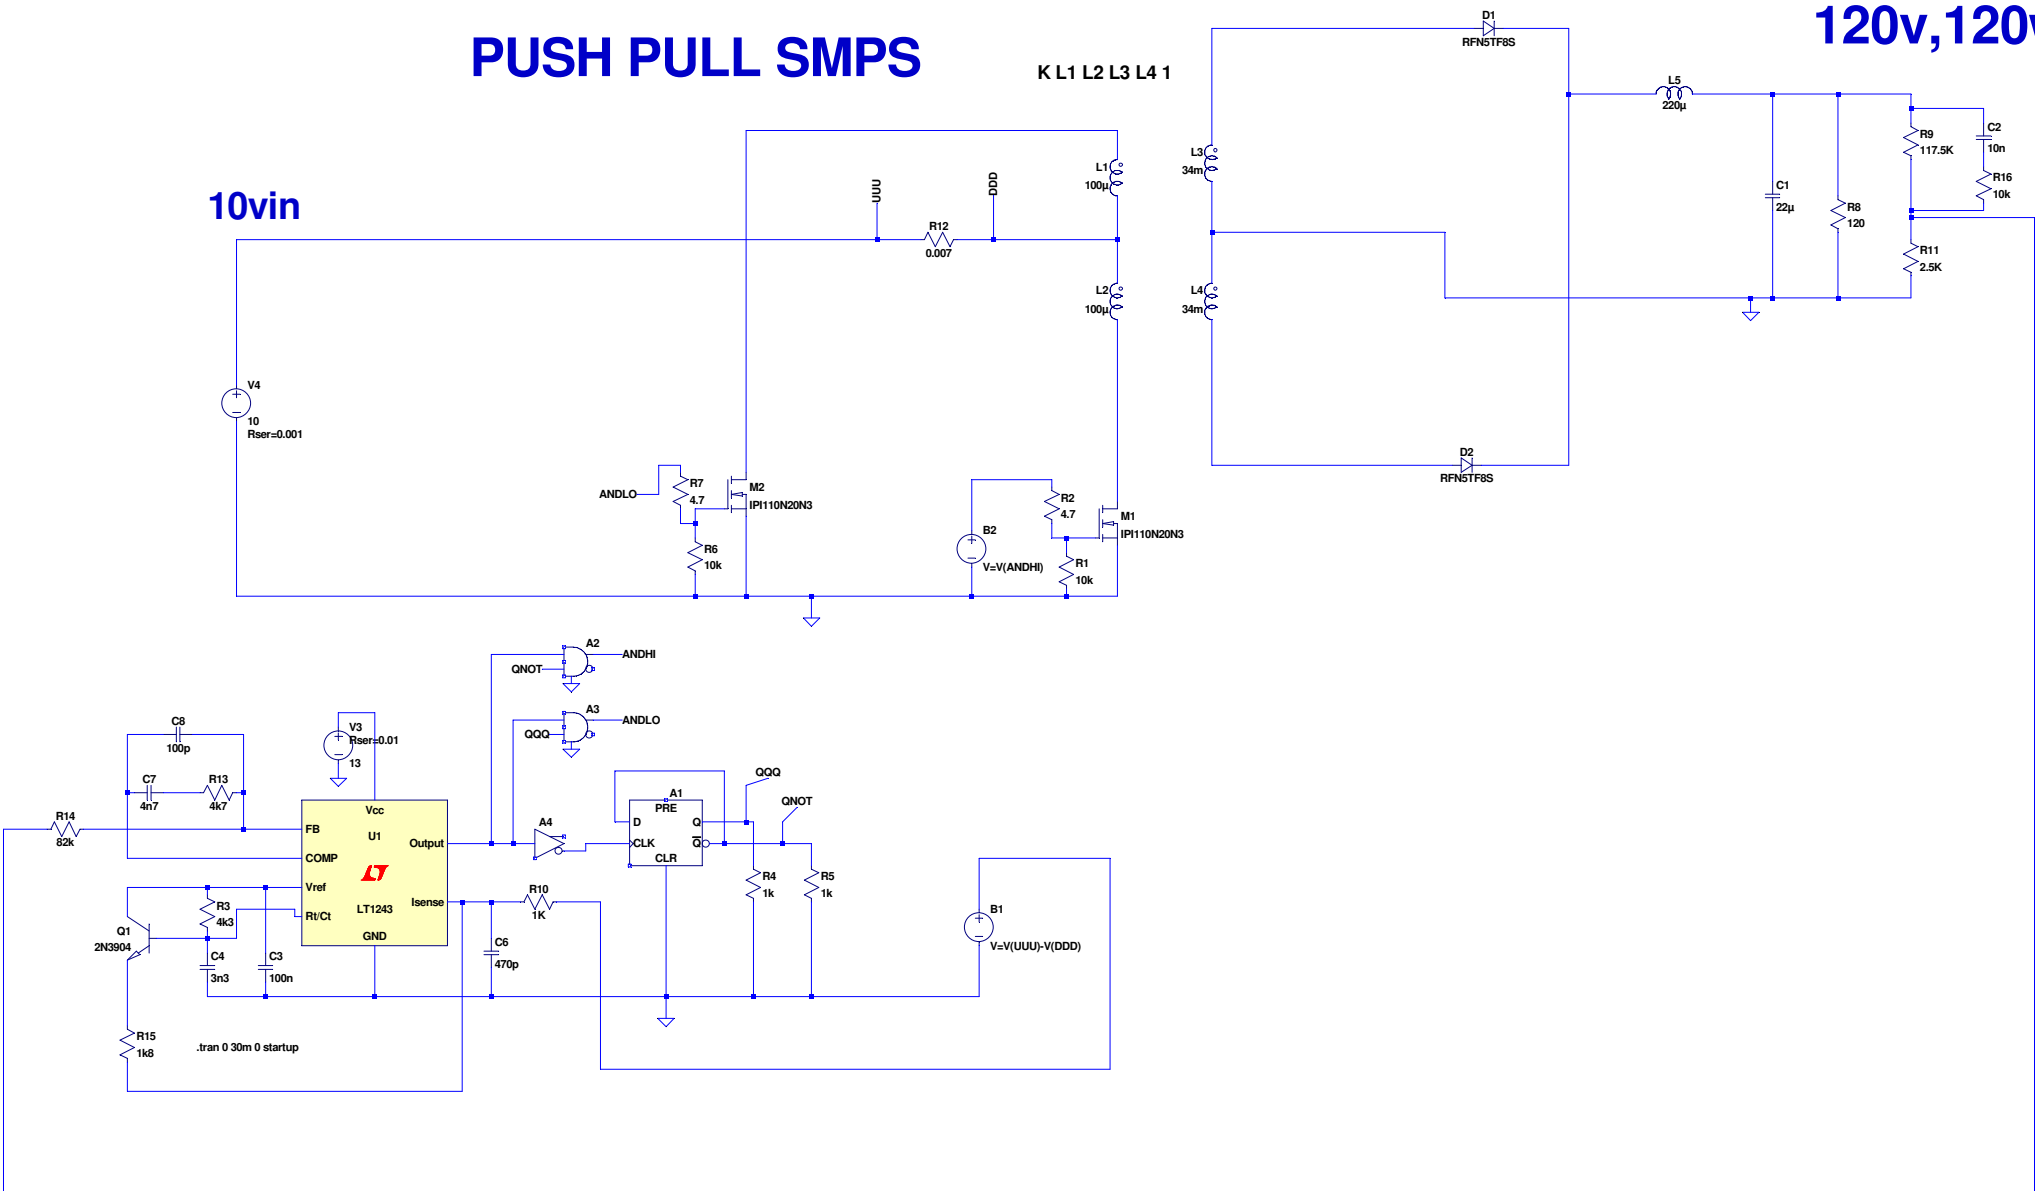 PUSH PULL SMPS
120v,120v
K L1 L2 L3 L4 1
10vin
D1
RFN5TF8S
L5
220µ
C2
10n
R9
117.5K
R16
10k
C1
22µ
R8
120
R11
2.5K
L1
100µ
L3
34m
UUU
DDD
R12
0.007
L2
100µ
L4
34m
V4
10
Rser=0.001
D2
RFN5TF8S
ANDLO
R7
4.7
M2
IPI110N20N3
R6
10k
B2
V=V(ANDHI)
R2
4.7
M1
IPI110N20N3
R1
10k
A2
ANDHI
QNOT
A3
ANDLO
QQQ
C8
100p
C7
4n7
R13
4k7
V3
Rser=0.01
13
R14
82k
Vcc
U1
FB
COMP
Vref
Rt/Ct
GND
Output
Isense
LT1243
A4
A1
PRE
D
Q
CLK
Q
CLR
QQQ
QNOT
R4
1k
R5
1k
R10
1K
C6
470p
B1
V=V(UUU)-V(DDD)
R3
4k3
Q1
2N3904
C4
3n3
C3
100n
R15
1k8
.tran 0 30m 0 startup